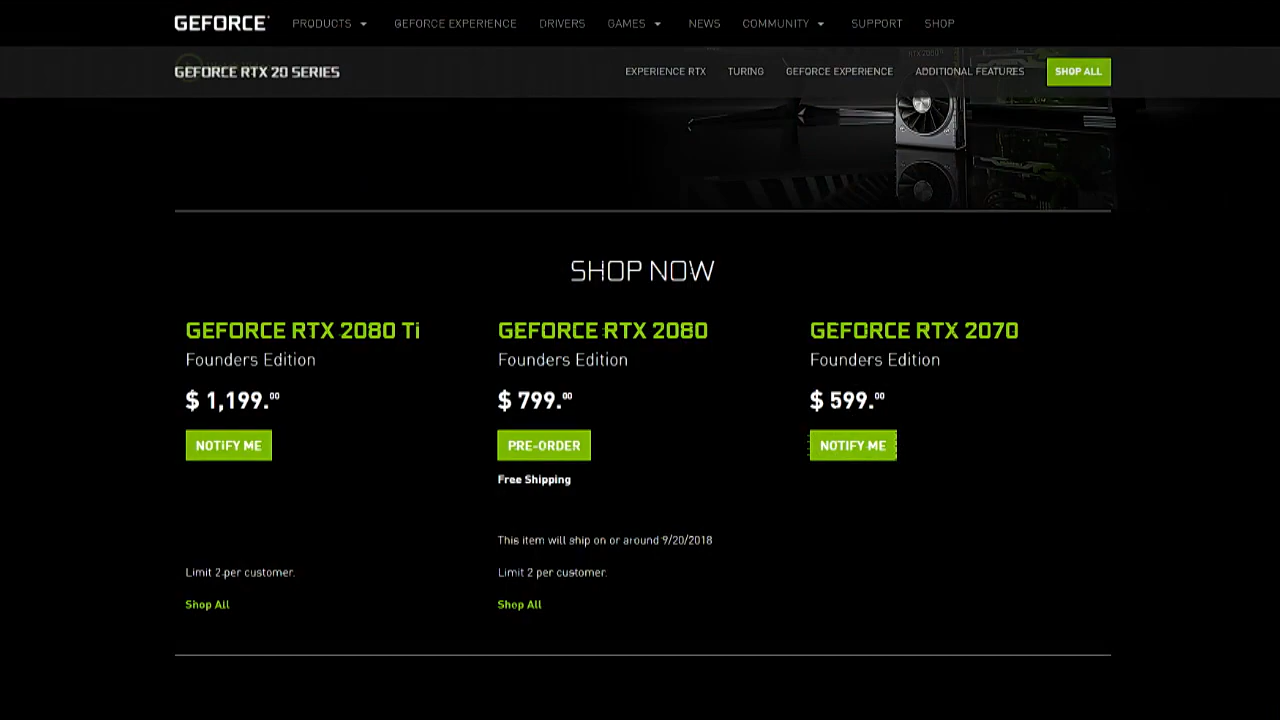 GEFORCE PRODUCTS GEFORCE EXPERIENCE DRIVERS GAMES NEWS COMMUNITY SUPPORT SHOP
GEFORCE RTX 20 SERIES EXPERIENCE RTX TURING GEFORCE EXPERIENCE ADDITIONAL FEATURES SHOP ALL
SHOP NOW
GEFORCE RTX 2080 Ti GEFORCE RTX 2080 GEFORCE RTX 2070
Founders Edition Founders Edition Founders Edition
$ 1,199.00 $ 799.00 $ 599.00
NOTIFY ME PRE-ORDER NOTIFY ME
Free Shipping
This item will ship on or around 9/20/2018
Limit 2 per customer. Limit 2 per customer.
Shop All Shop All